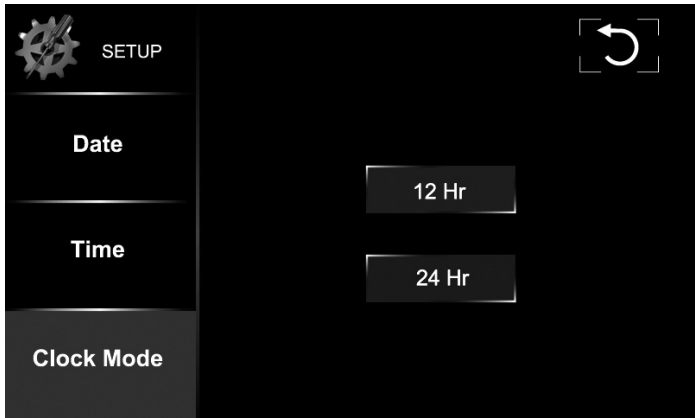 SETUP
Date
Time
Clock Mode
12 Hr
24 Hr